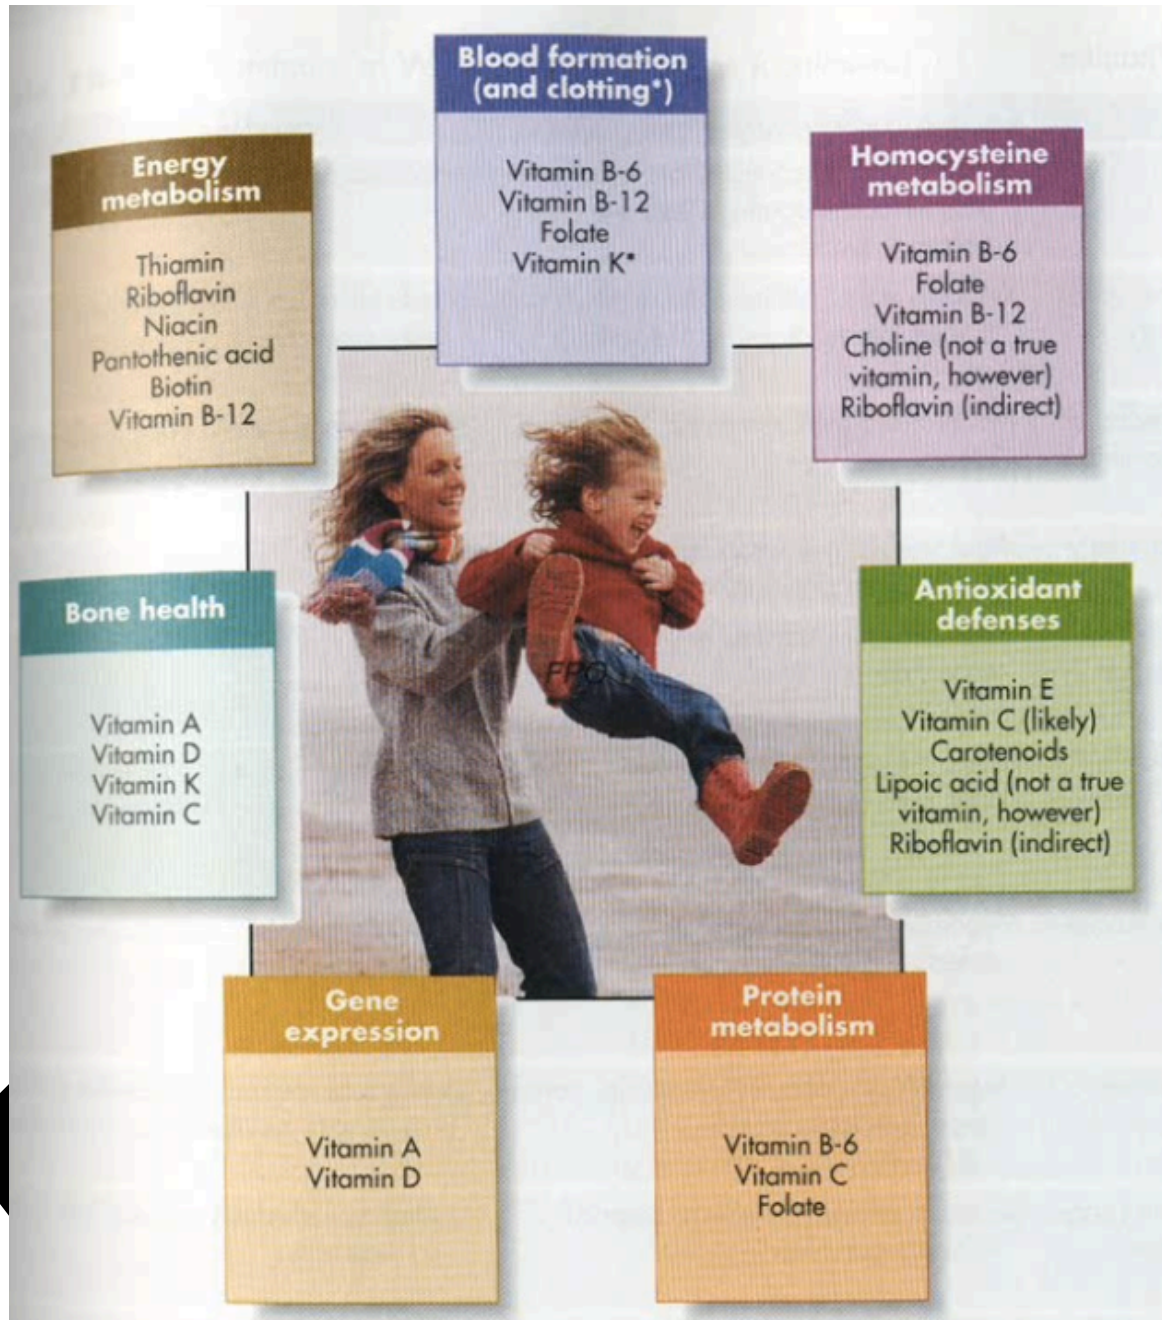 Blood formation
(and clotting*)
Vitamin B-6
Vitamin B-12
Folate
Vitamin K*
Energy
metabolism
Thiamin
Riboflavin
Niacin
Pantothenic acid
Biotin
Vitamin B-12
Homocysteine
metabolism
Vitamin B-6
Folate
Vitamin B-12
Choline (not a true
vitamin, however)
Riboflavin (indirect)
Bone health
Vitamin A
Vitamin D
Vitamin K
Vitamin C
Antioxidant
defenses
Vitamin E
Vitamin C (likely)
Carotenoids
Lipoic acid (not a true
vitamin, however)
Riboflavin (indirect)
FPO
Gene
expression
Vitamin A
Vitamin D
Protein
metabolism
Vitamin B-6
Vitamin C
Folate